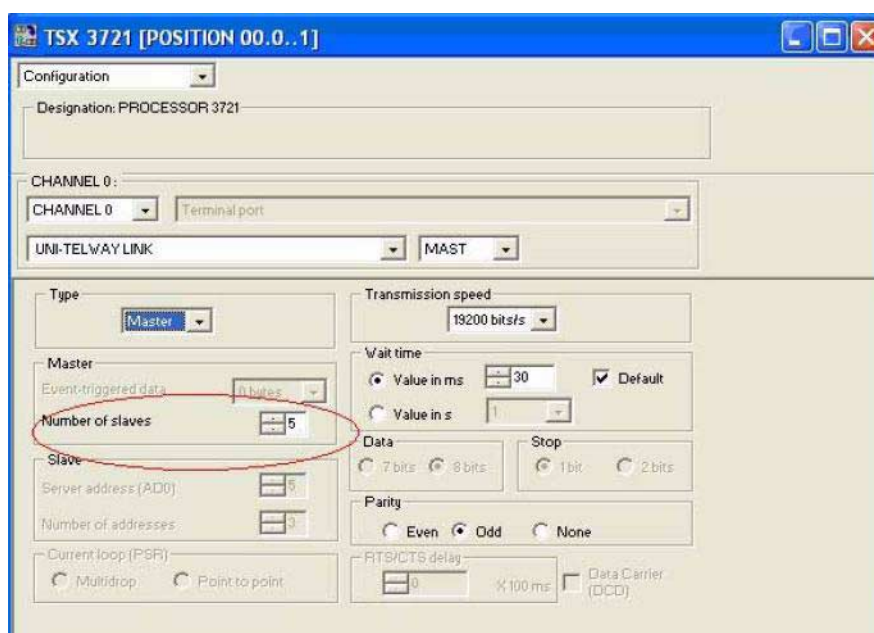 TSX 3721 [POSITION 00.0..1]
Configuration
Designation: PROCESSOR 3721
CHANNEL 0 :
CHANNEL 0 Terminal port
UNI-TELWAY LINK MAST
Type
Master
Transmission speed
19200 bits/s
Master
Event-triggered data 0 bytes
Number of slaves 5
Wait time
Value in ms 30 Default
Value in s 1
Data
7 bits 8 bits
Stop
1 bit 2 bits
Slave
Server address (AD0) 5
Number of addresses 3
Parity
Even Odd None
Current loop (PSR)
Multidrop Point to point
RTS/CTS delay
0 X 100 ms
Data Carrier
(DCD)